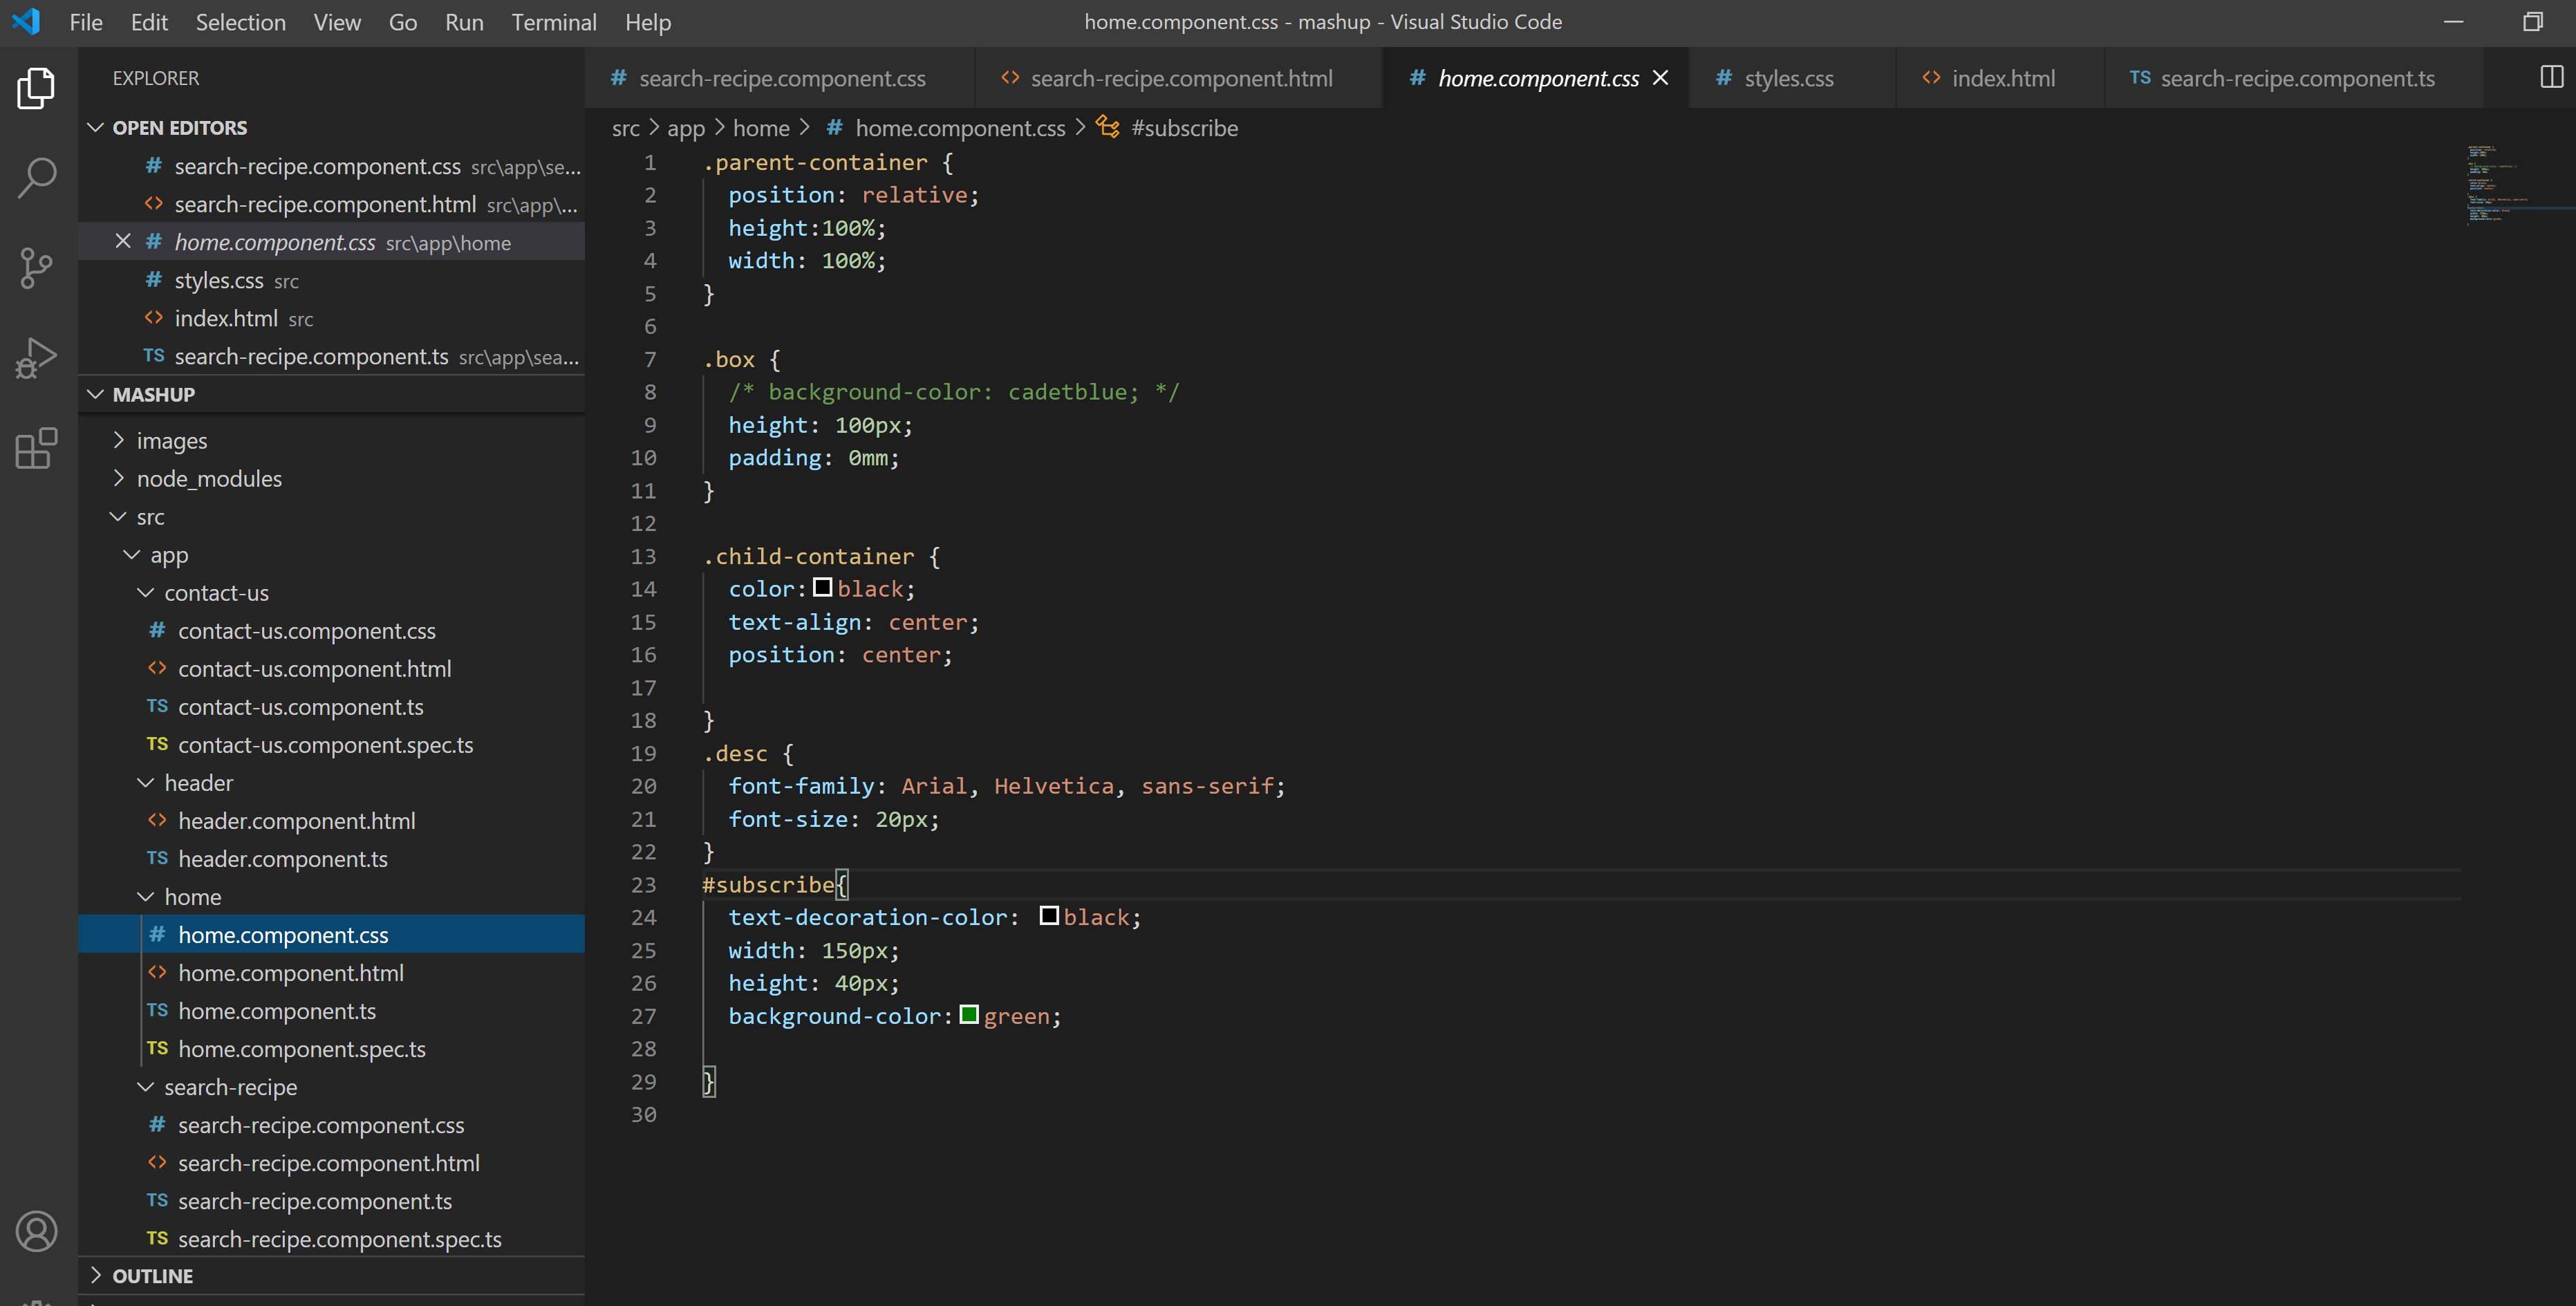 File Edit Selection View Go Run Terminal Help
home.component.css - mashup - Visual Studio Code
EXPLORER
OPEN EDITORS
# search-recipe.component.css src\app\se...
<> search-recipe.component.html src\app\...
# home.component.css src\app\home
# styles.css src
<> index.html src
TS search-recipe.component.ts src\app\sea...
MASHUP
images
node_modules
src
app
contact-us
# contact-us.component.css
<> contact-us.component.html
TS contact-us.component.ts
TS contact-us.component.spec.ts
header
<> header.component.html
TS header.component.ts
home
# home.component.css
<> home.component.html
TS home.component.ts
TS home.component.spec.ts
search-recipe
# search-recipe.component.css
<> search-recipe.component.html
TS search-recipe.component.ts
TS search-recipe.component.spec.ts
OUTLINE
# search-recipe.component.css <> search-recipe.component.html # home.component.css # styles.css <> index.html TS search-recipe.component.ts
src > app > home > # home.component.css > #subscribe
1 .parent-container {
2 position: relative;
3 height:100%;
4 width: 100%;
5 }
6
7 .box {
8 /* background-color: cadetblue; */
9 height: 100px;
10 padding: 0mm;
11 }
12
13 .child-container {
14 color:black;
15 text-align: center;
16 position: center;
17
18 }
19 .desc {
20 font-family: Arial, Helvetica, sans-serif;
21 font-size: 20px;
22 }
23 #subscribe{
24 text-decoration-color: black;
25 width: 150px;
26 height: 40px;
27 background-color:green;
28
29 }
30